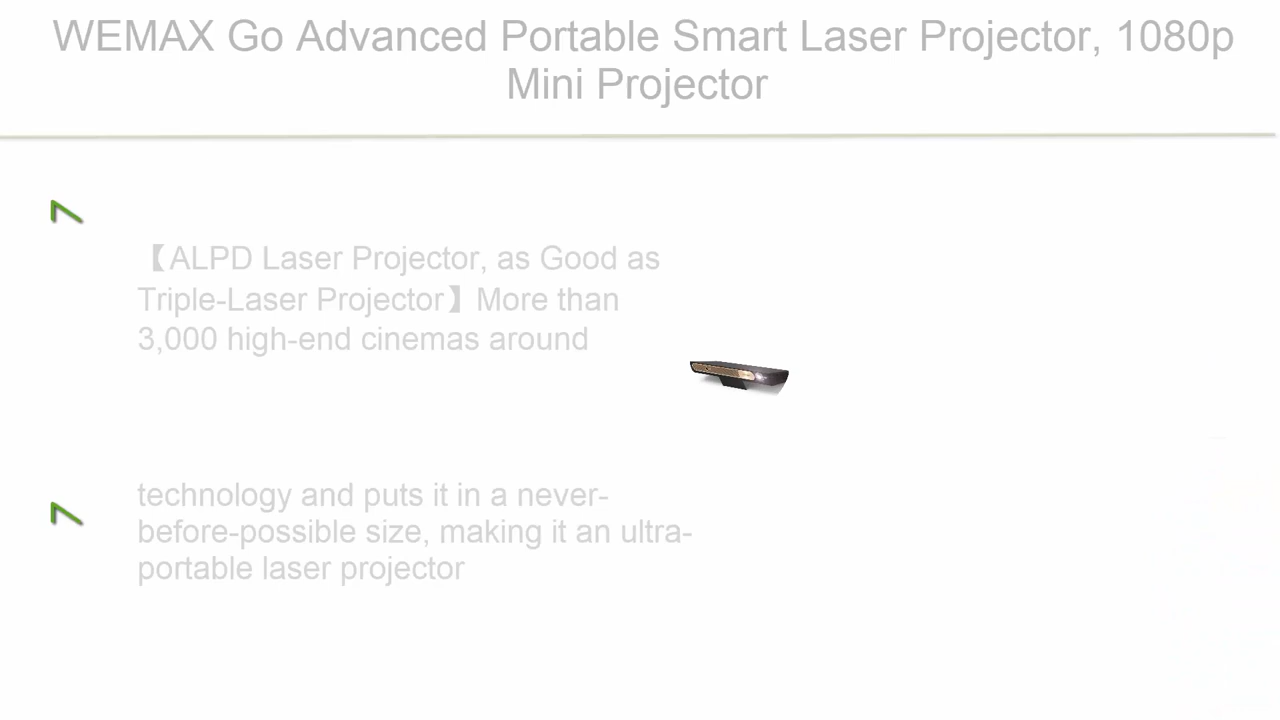 WEMAX Go Advanced Portable Smart Laser Projector, 1080p
Mini Projector
【ALPD Laser Projector, as Good as
Triple-Laser Projector】More than
3,000 high-end cinemas around
technology and puts it in a never-
before-possible size, making it an ultra-
portable laser projector